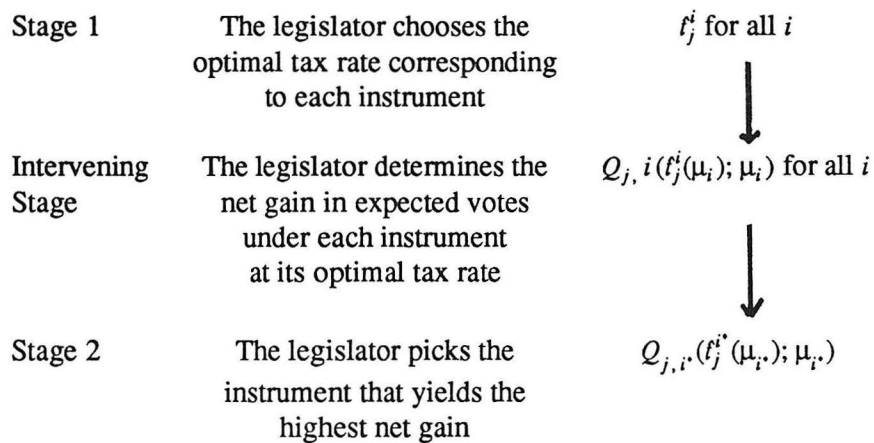 Stage 1 The legislator chooses the t_j^i for all i
optimal tax rate corresponding
to each instrument
Intervening The legislator determines the Q_{j, i}(t_j^i(μ_i); μ_i) for all i
Stage net gain in expected votes
under each instrument
at its optimal tax rate
Stage 2 The legislator picks the Q_{j, i*}(t_j^{i*}(μ_{i*}); μ_{i*})
instrument that yields the
highest net gain